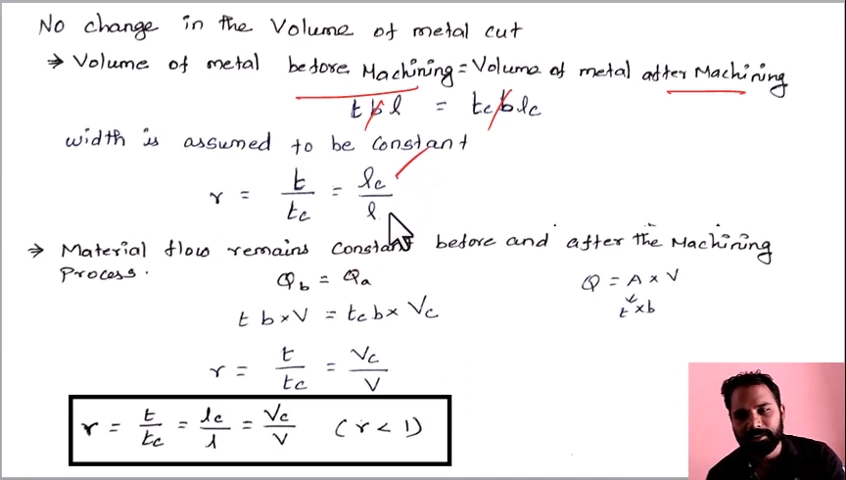 No change in the Volume of metal cut
→ Volume of metal before Machining = Volume of metal after Machining
t b l = tc b lc
width is assumed to be constant
r = t/tc = lc/l
→ Material flow remains constant before and after the Machining
Process.
Qb = Qa
Q = A × V
t × b
t b × V = tc b × Vc
r = t/tc = Vc/V
r = t/tc = lc/l = Vc/V (r < 1)